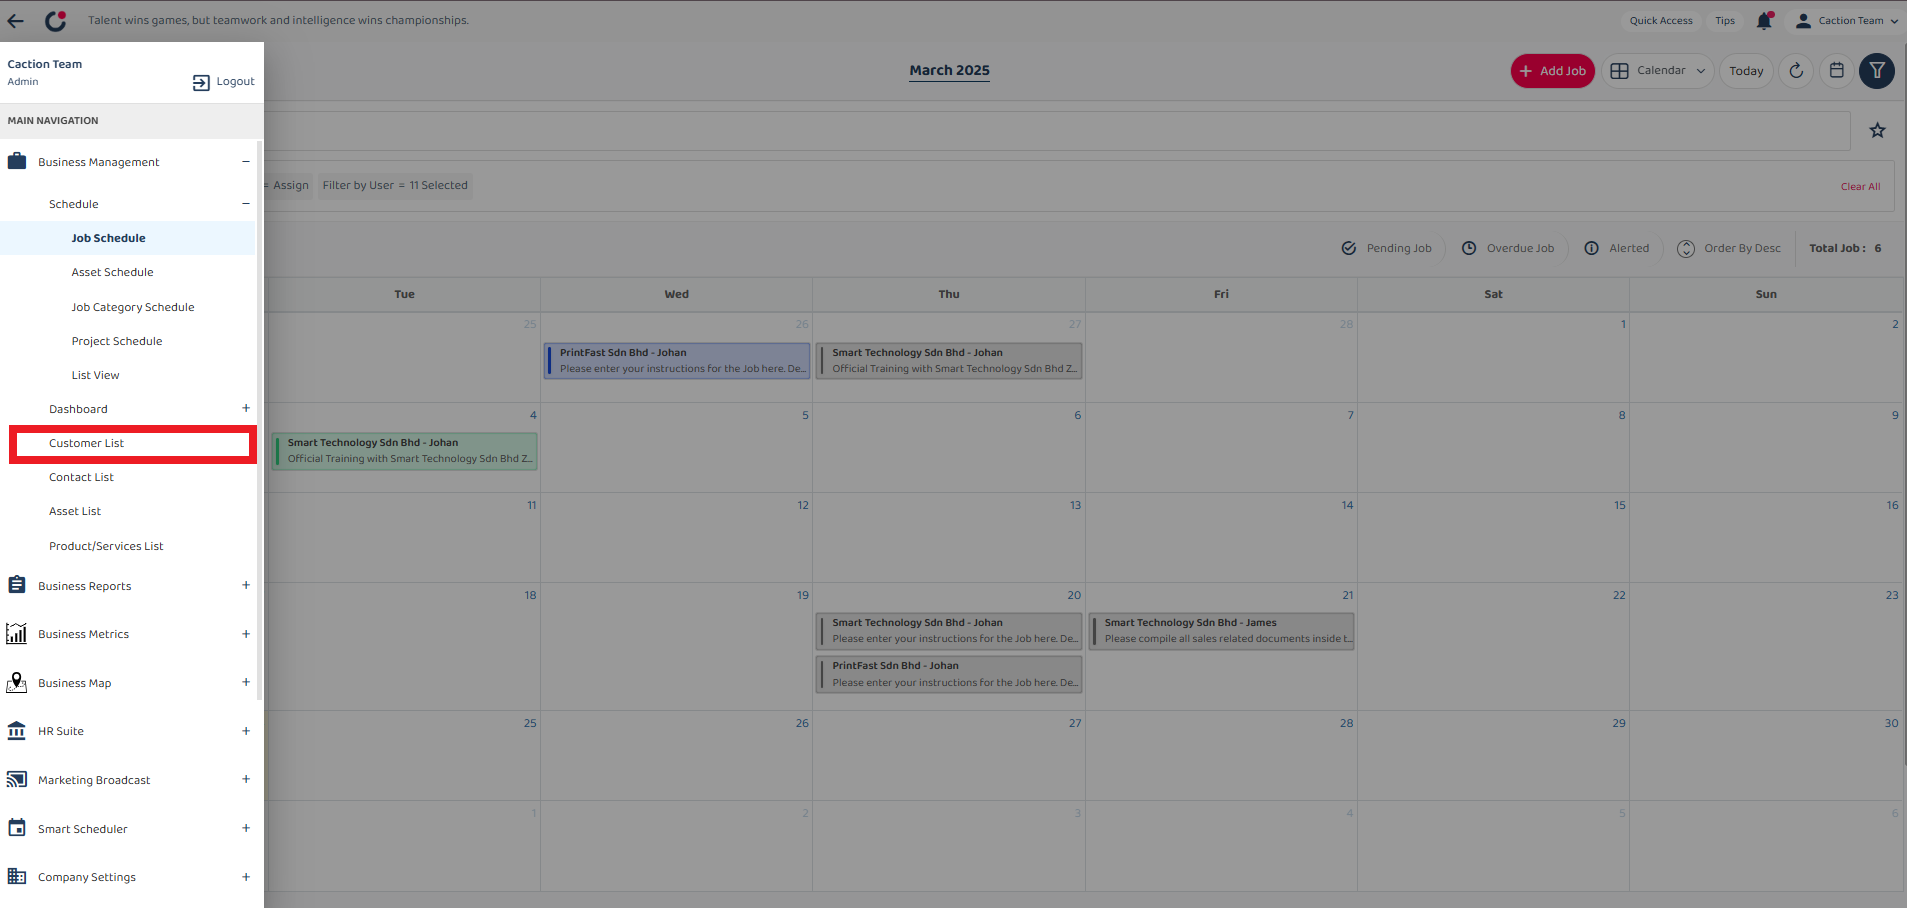 Talent wins games, but teamwork and intelligence wins championships.
Quick Access
Tips
Caction Team
Caction Team
Admin
Logout
March 2025
+ Add Job
Calendar
Today
MAIN NAVIGATION
Business Management −
Schedule −
Job Schedule
Asset Schedule
Job Category Schedule
Project Schedule
List View
Dashboard +
Customer List
Contact List
Asset List
Product/Services List
Business Reports +
Business Metrics +
Business Map +
HR Suite +
Marketing Broadcast +
Smart Scheduler +
Company Settings +
= Assign
Filter by User = 11 Selected
Clear All
Pending Job
Overdue Job
Alerted
Order By Desc
Total Job : 6
Tue Wed Thu Fri Sat Sun
25 26 27 28 1 2
PrintFast Sdn Bhd - Johan
Please enter your instructions for the Job here. De...
Smart Technology Sdn Bhd - Johan
Official Training with Smart Technology Sdn Bhd Z...
4 5 6 7 8 9
Smart Technology Sdn Bhd - Johan
Official Training with Smart Technology Sdn Bhd Z...
11 12 13 14 15 16
18 19 20 21 22 23
Smart Technology Sdn Bhd - Johan
Please enter your instructions for the Job here. De...
PrintFast Sdn Bhd - Johan
Please enter your instructions for the Job here. De...
Smart Technology Sdn Bhd - James
Please compile all sales related documents inside t...
25 26 27 28 29 30
1 2 3 4 5 6